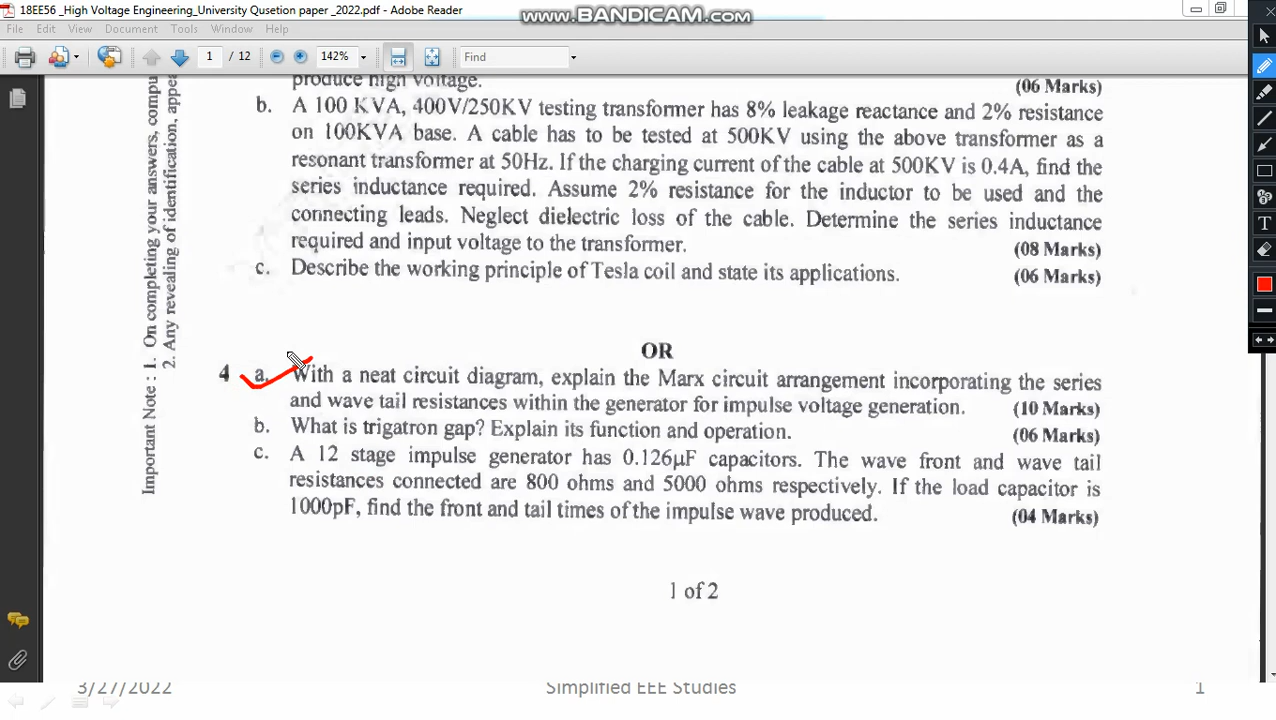 18EE56 _High Voltage Engineering_University Qusetion paper _2022.pdf - Adobe Reader
www.BANDICAM.com
File Edit View Document Tools Window Help
1 / 12 142% Find
produce high voltage. (06 Marks)
b. A 100 KVA, 400V/250KV testing transformer has 8% leakage reactance and 2% resistance
on 100KVA base. A cable has to be tested at 500KV using the above transformer as a
resonant transformer at 50Hz. If the charging current of the cable at 500KV is 0.4A, find the
series inductance required. Assume 2% resistance for the inductor to be used and the
connecting leads. Neglect dielectric loss of the cable. Determine the series inductance
required and input voltage to the transformer. (08 Marks)
c. Describe the working principle of Tesla coil and state its applications. (06 Marks)
OR
4 a. With a neat circuit diagram, explain the Marx circuit arrangement incorporating the series
and wave tail resistances within the generator for impulse voltage generation. (10 Marks)
b. What is trigatron gap? Explain its function and operation. (06 Marks)
c. A 12 stage impulse generator has 0.126µF capacitors. The wave front and wave tail
resistances connected are 800 ohms and 5000 ohms respectively. If the load capacitor is
1000pF, find the front and tail times of the impulse wave produced. (04 Marks)
1 of 2
Important Note : 1. On completing your answers, compu
2. Any revealing of identification, appea
3/27/2022 Simplified EEE Studies 1
T